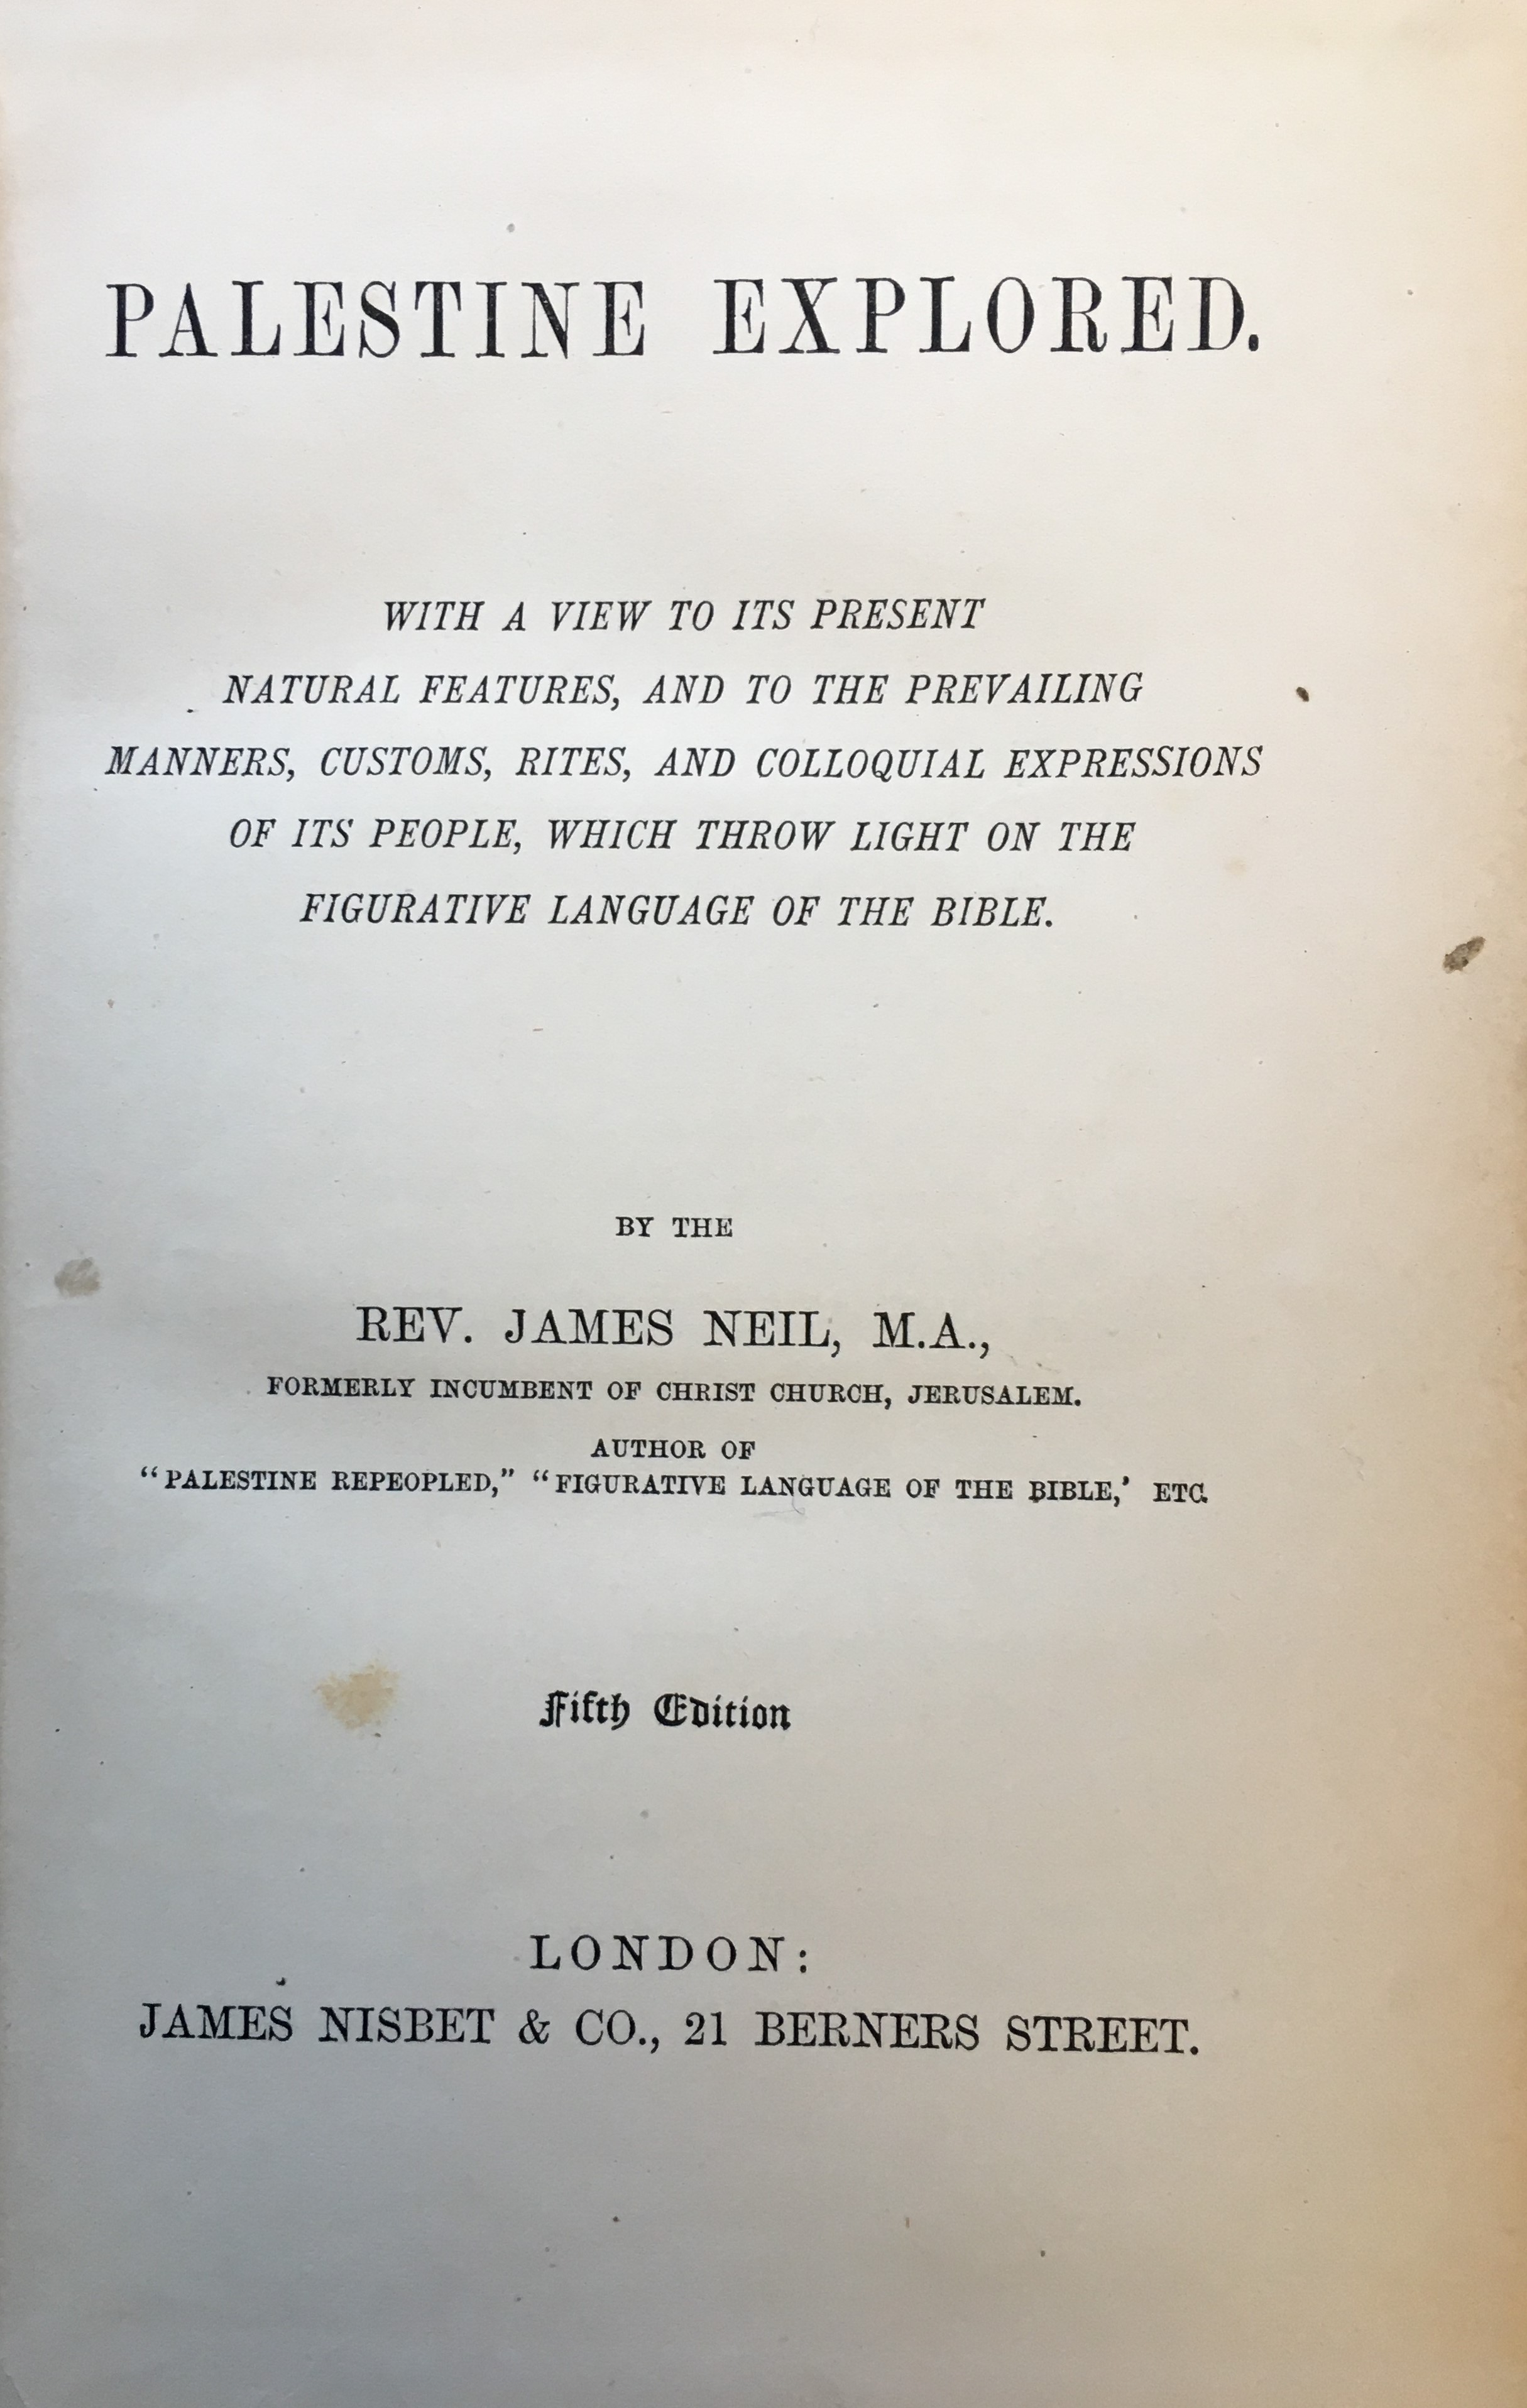 PALESTINE EXPLORED.
WITH A VIEW TO ITS PRESENT
NATURAL FEATURES, AND TO THE PREVAILING
MANNERS, CUSTOMS, RITES, AND COLLOQUIAL EXPRESSIONS
OF ITS PEOPLE, WHICH THROW LIGHT ON THE
FIGURATIVE LANGUAGE OF THE BIBLE.
BY THE
REV. JAMES NEIL, M.A.,
FORMERLY INCUMBENT OF CHRIST CHURCH, JERUSALEM.
AUTHOR OF
“PALESTINE REPEOPLED,” “FIGURATIVE LANGUAGE OF THE BIBLE,’ ETC.
Fifth Edition
LONDON:
JAMES NISBET & CO., 21 BERNERS STREET.